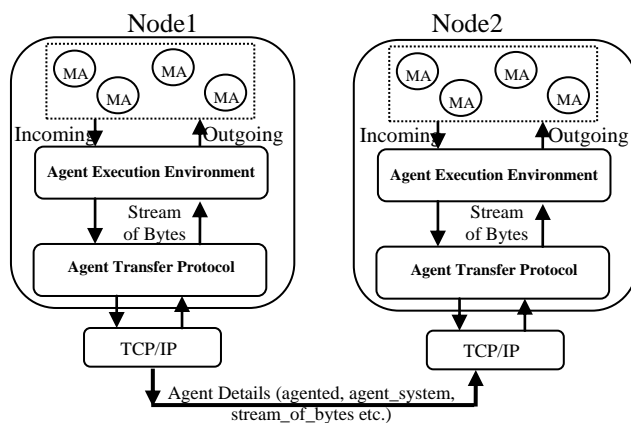 Node1
Node2
MA
MA
MA
MA
MA
MA
MA
MA
Incoming
Outgoing
Incoming
Outgoing
Agent Execution Environment
Agent Execution Environment
Stream
of Bytes
Stream
of Bytes
Agent Transfer Protocol
Agent Transfer Protocol
TCP/IP
TCP/IP
Agent Details (agented, agent_system,
stream_of_bytes etc.)